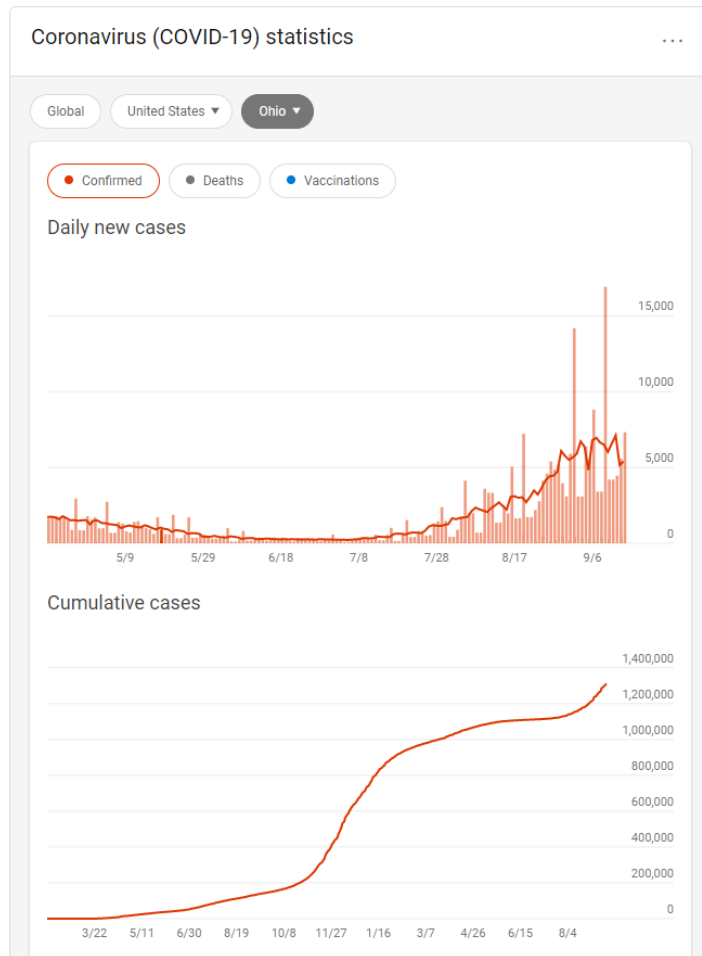 Coronavirus (COVID-19) statistics
...
Global United States ▼ Ohio ▼
Confirmed Deaths Vaccinations
Daily new cases
15,000
10,000
5,000
0
5/9 5/29 6/18 7/8 7/28 8/17 9/6
Cumulative cases
1,400,000
1,200,000
1,000,000
800,000
600,000
400,000
200,000
0
3/22 5/11 6/30 8/19 10/8 11/27 1/16 3/7 4/26 6/15 8/4